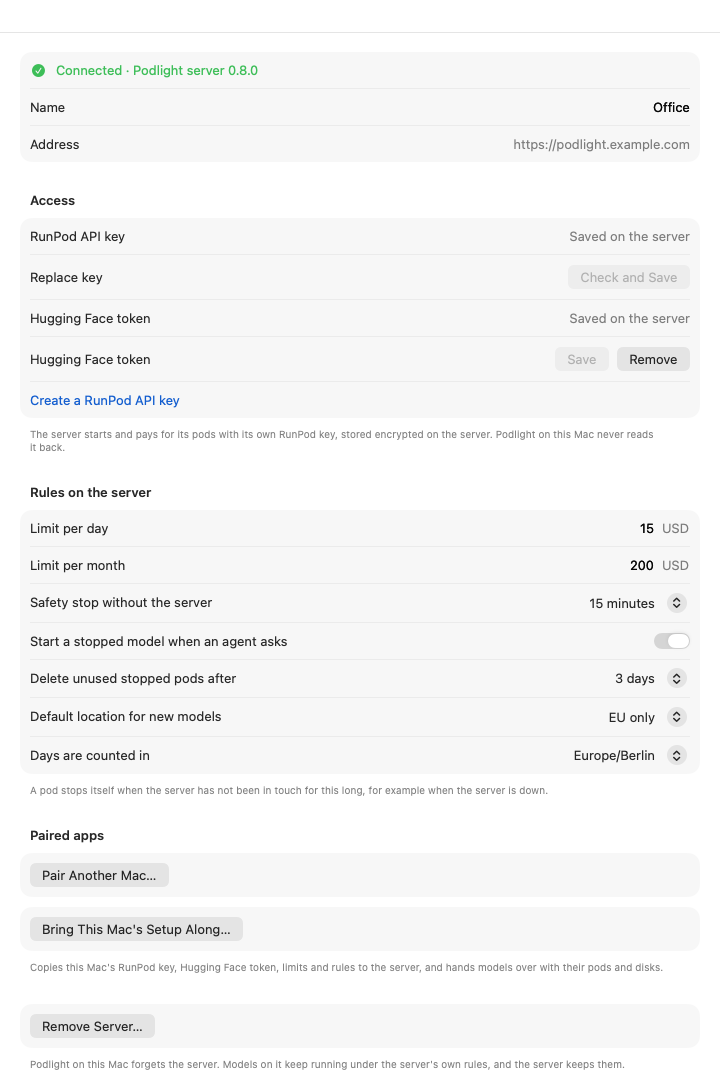 Connected · Podlight server 0.8.0
Name Office
Address https://podlight.example.com
Access
RunPod API key Saved on the server
Replace key Check and Save
Hugging Face token Saved on the server
Hugging Face token Save Remove
Create a RunPod API key
The server starts and pays for its pods with its own RunPod key, stored encrypted on the server. Podlight on this Mac never reads
it back.
Rules on the server
Limit per day 15 USD
Limit per month 200 USD
Safety stop without the server 15 minutes
Start a stopped model when an agent asks
Delete unused stopped pods after 3 days
Default location for new models EU only
Days are counted in Europe/Berlin
A pod stops itself when the server has not been in touch for this long, for example when the server is down.
Paired apps
Pair Another Mac...
Bring This Mac's Setup Along...
Copies this Mac's RunPod key, Hugging Face token, limits and rules to the server, and hands models over with their pods and disks.
Remove Server...
Podlight on this Mac forgets the server. Models on it keep running under the server's own rules, and the server keeps them.